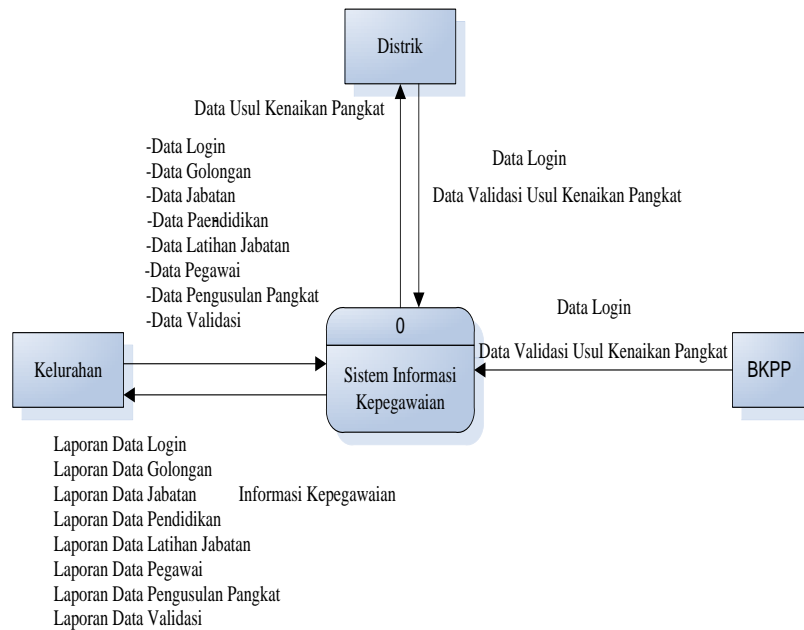 Distrik
Data Usul Kenaikan Pangkat
-Data Login
-Data Golongan
-Data Jabatan
-Data Paendidikan
-Data Latihan Jabatan
-Data Pegawai
-Data Pengusulan Pangkat
-Data Validasi
Data Login
Data Validasi Usul Kenaikan Pangkat
Data Login
Data Validasi Usul Kenaikan Pangkat
Kelurahan
0
Sistem Informasi
Kepegawaian
BKPP
Laporan Data Login
Laporan Data Golongan
Laporan Data Jabatan
Informasi Kepegawaian
Laporan Data Pendidikan
Laporan Data Latihan Jabatan
Laporan Data Pegawai
Laporan Data Pengusulan Pangkat
Laporan Data Validasi